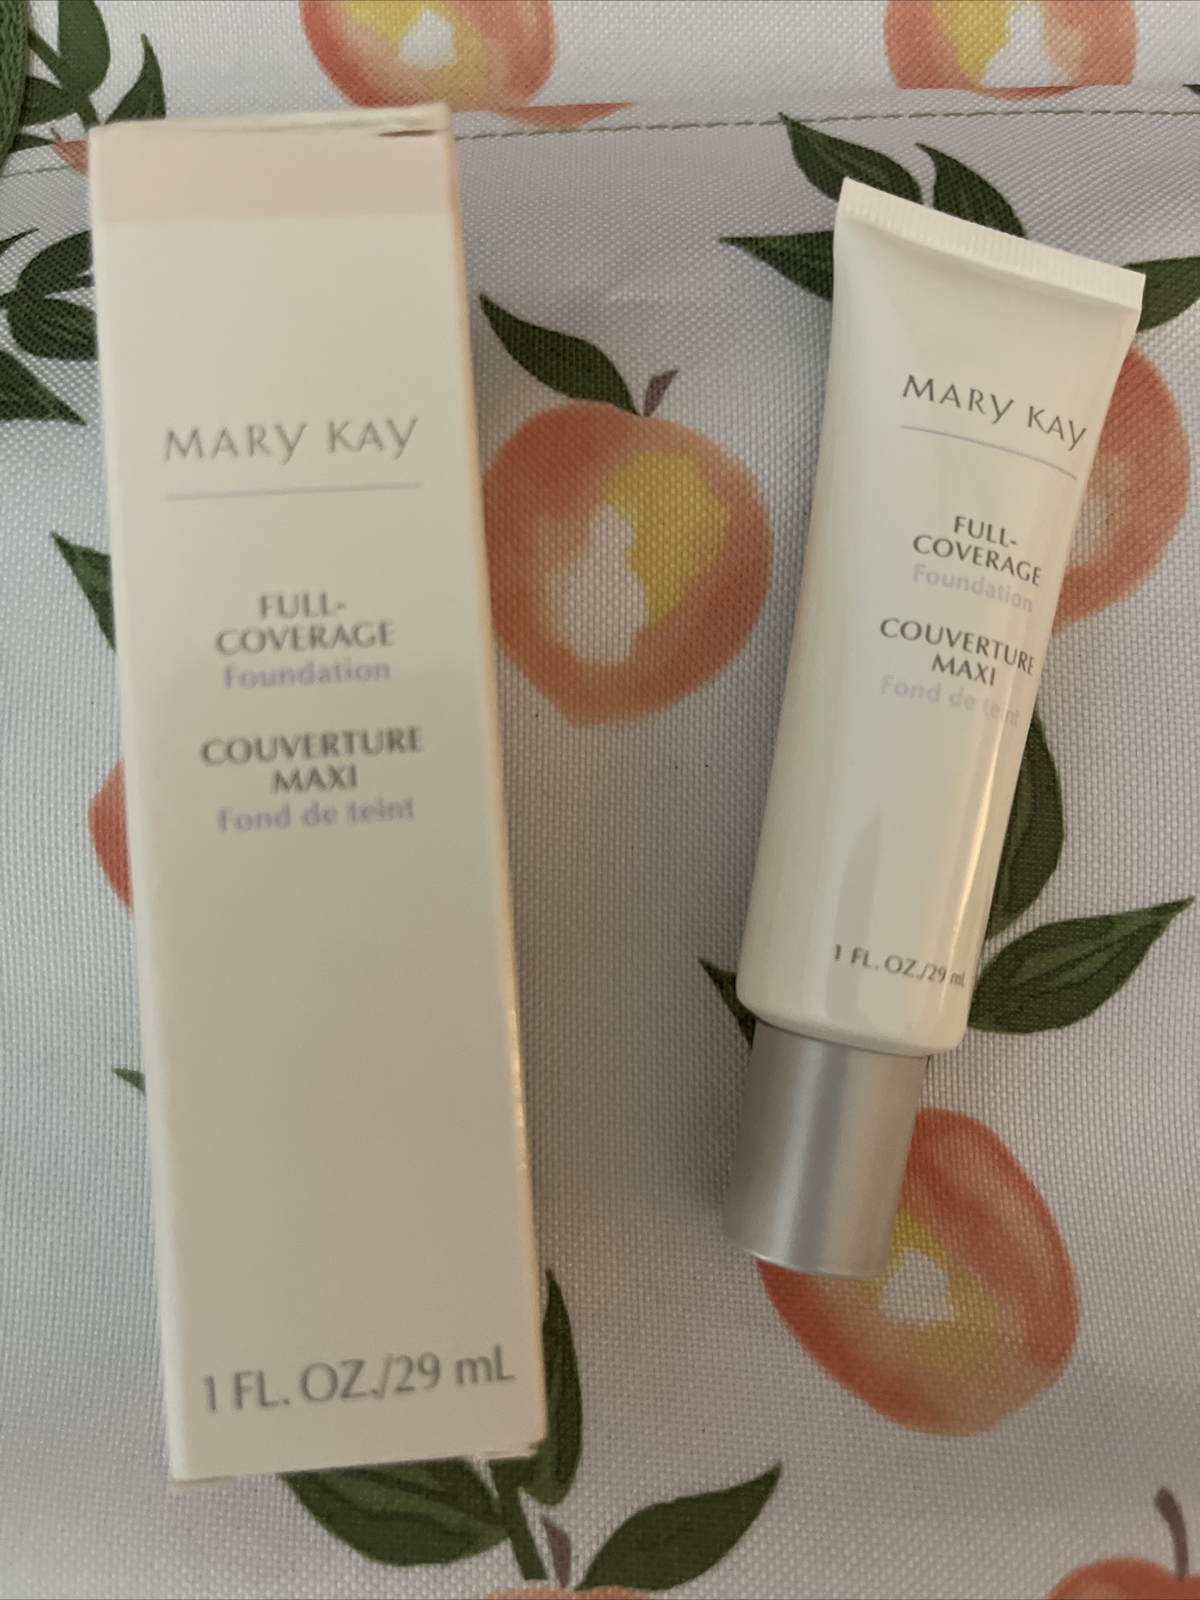 MARY KAY
FULL-
COVERAGE
Foundation
COUVERTURE
MAXI
Fond de teint
1 FL. OZ./29 mL
MARY KAY
FULL-
COVERAGE
Foundation
COUVERTURE
MAXI
Fond de teint
1 FL. OZ./29 mL